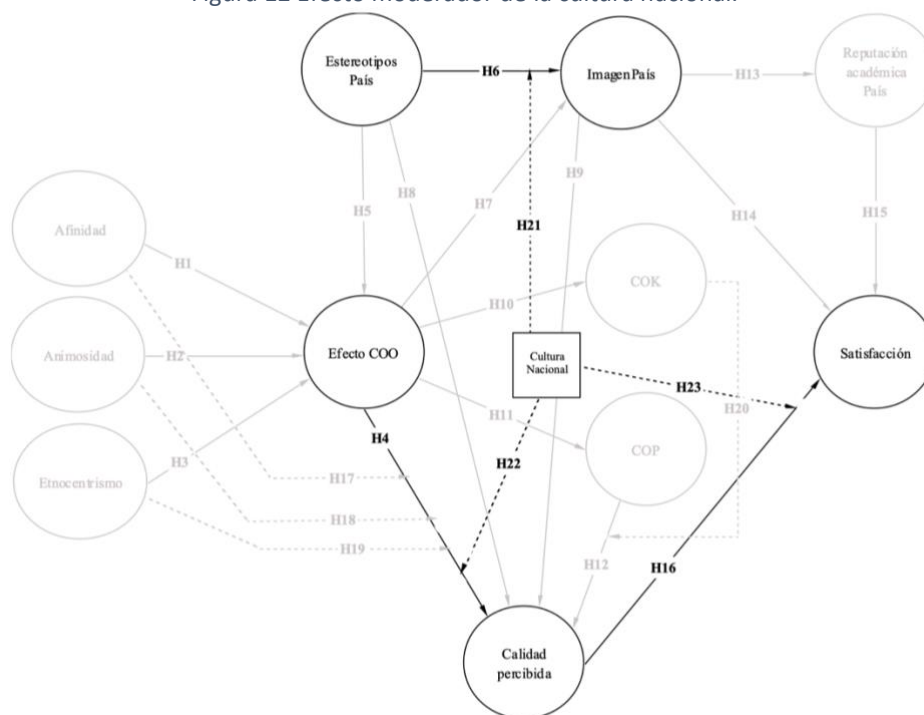 Figura 22 Efecto moderador de la cultura nacional.
Estereotipos
País
H6
Imagen País
H13
Reputación
académica
País
H9
H8
H5
H7
H14
H15
H21
Afinidad
H1
COK
H10
Efecto COO
Cultura
Nacional
Satisfacción
Animosidad
H2
H23
H20
H11
H4
COP
H22
Etnocentrismo
H3
H17
H18
H19
H12
H16
Calidad
percibida